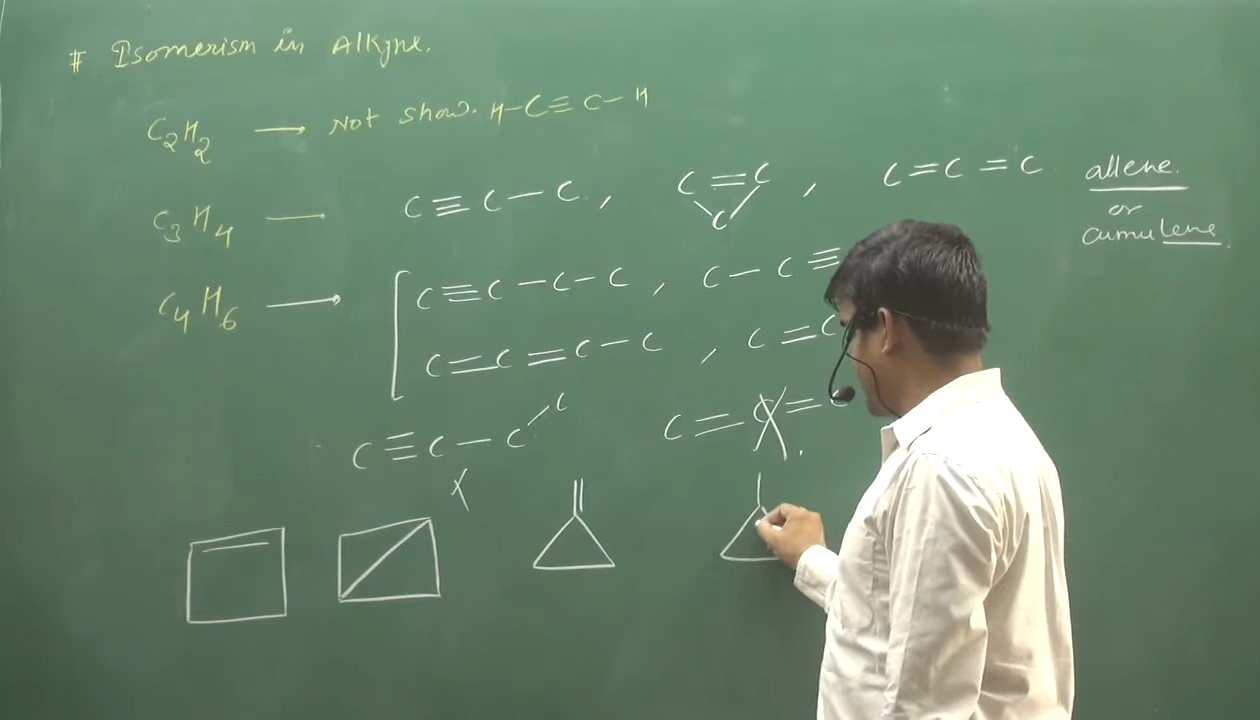 # Isomerism in Alkyne.
C₂H₂ → Not show. H-C≡C-H
C₃H₄ → C≡C-C, C=C C, C=C=C allene.
or
cumulene
C₄H₆ → C≡C-C-C, C-C≡
C=C=C-C, C=C
C≡C-C C X
C=C=C X.